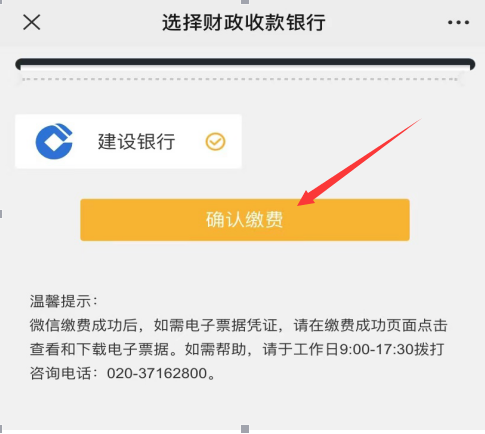 选择财政收款银行
建设银行
确认缴费
温馨提示：
微信缴费成功后，如需电子票据凭证，请在缴费成功页面点击
查看和下载电子票据。如需帮助，请于工作日9:00-17:30拨打
咨询电话：020-37162800。